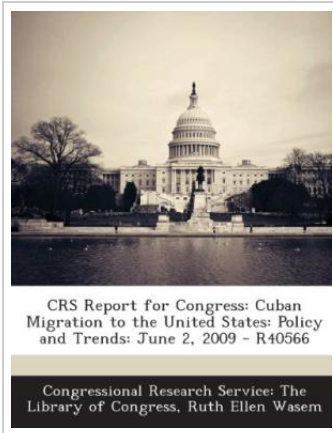 CRS Report for Congress: Cuban
Migration to the United States: Policy
and Trends: June 2, 2009 - R40566
Congressional Research Service: The
Library of Congress, Ruth Ellen Wasem